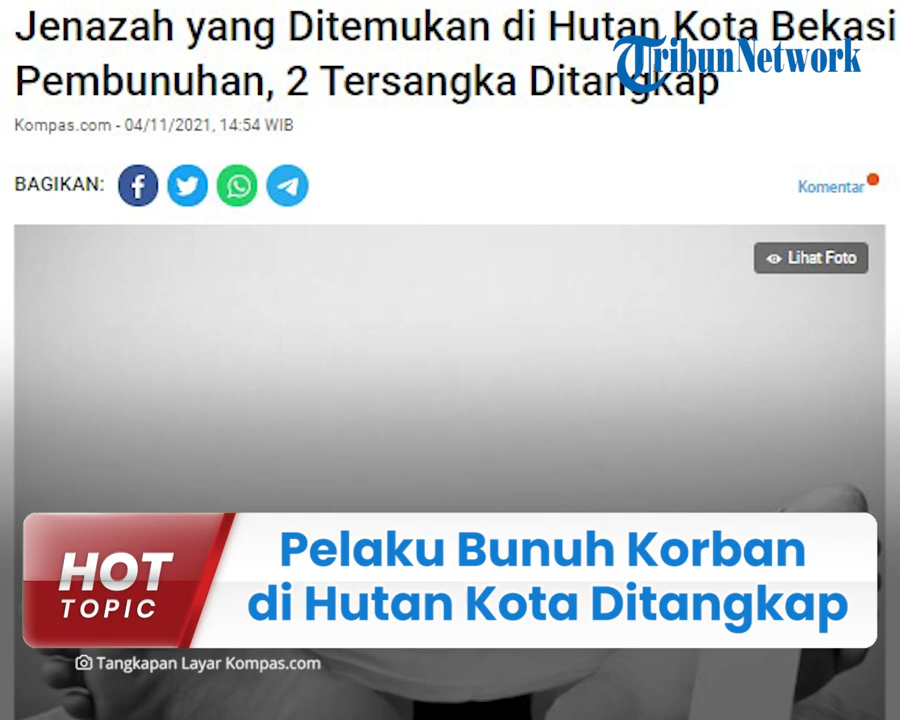 Jenazah yang Ditemukan di Hutan Kota Bekasi
TribunNetwork
Pembunuhan, 2 Tersangka Ditangkap
Kompas.com - 04/11/2021, 14:54 WIB
BAGIKAN:
Komentar
Lihat Foto
HOT
TOPIC
Pelaku Bunuh Korban
di Hutan Kota Ditangkap
Tangkapan Layar Kompas.com